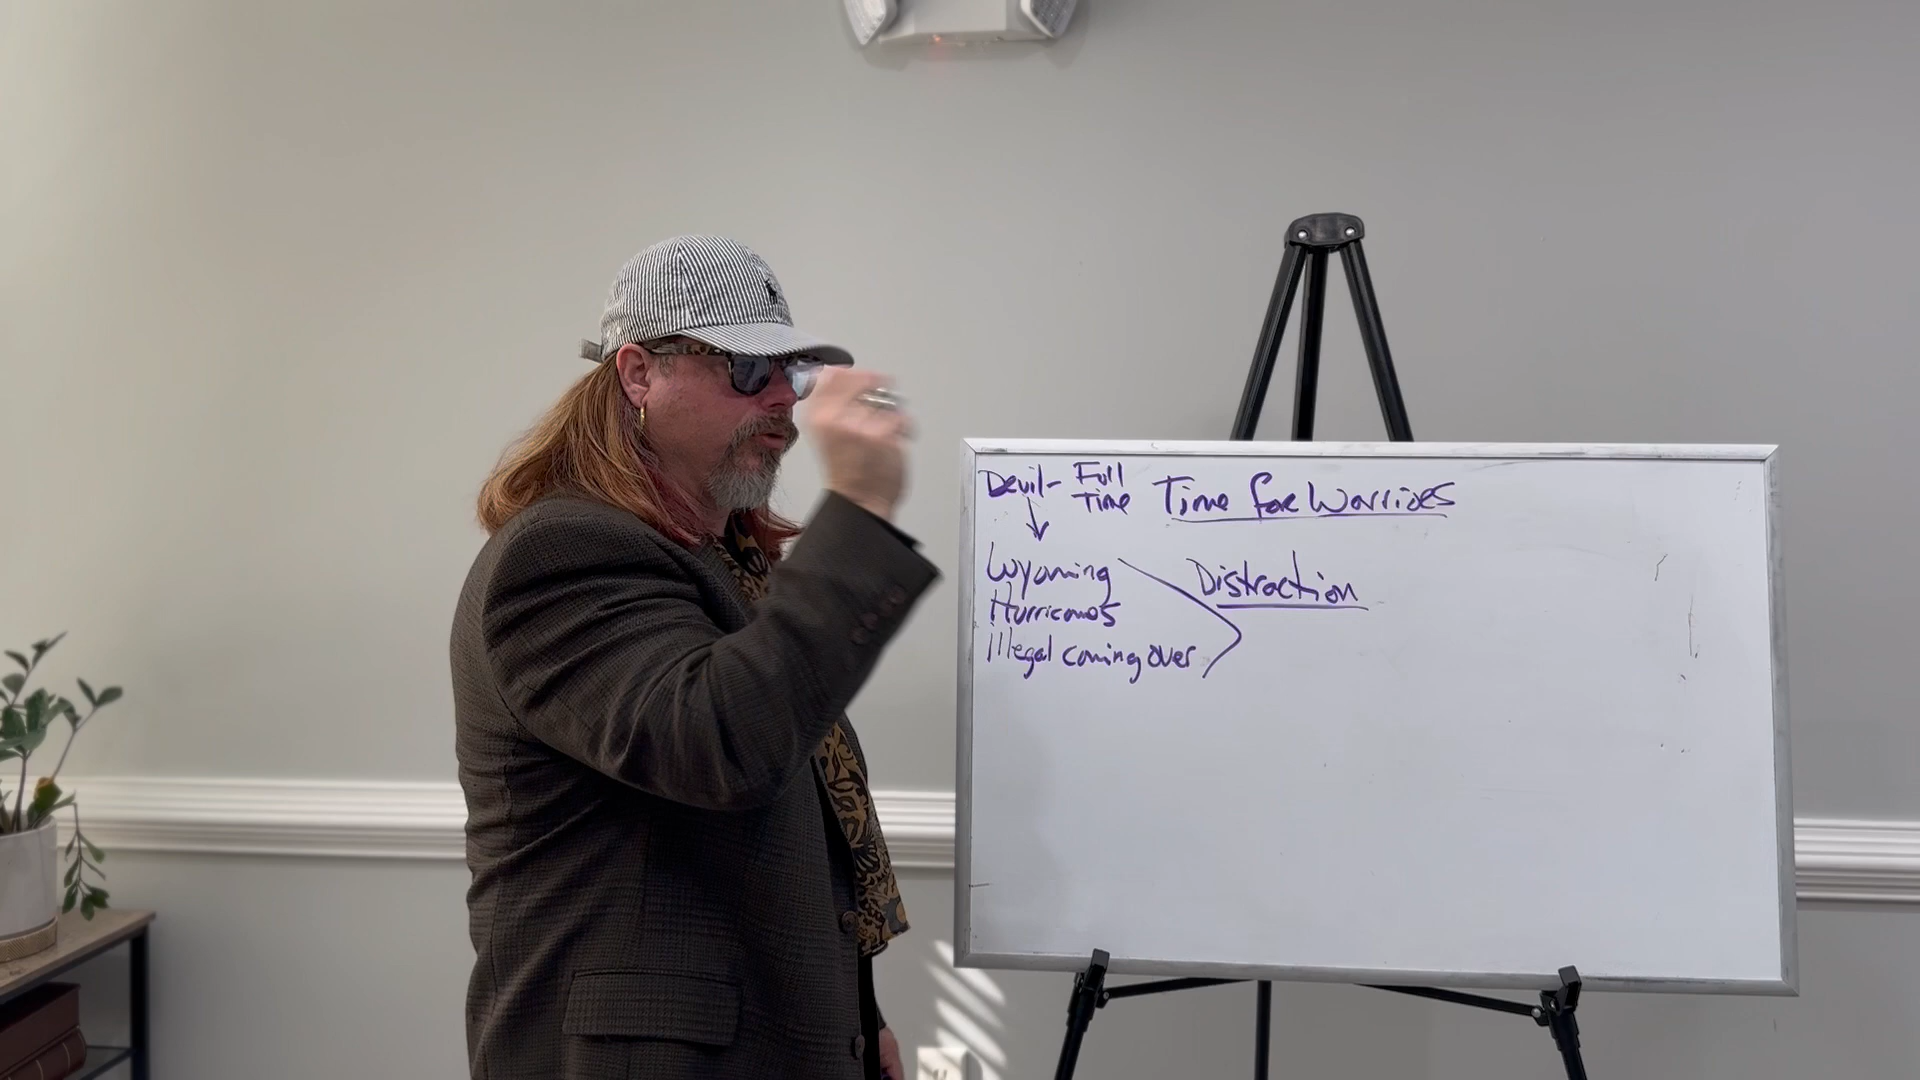 Devil - Full Time
Time for Warriors
Wyoming
Distraction
Hurricanes
Illegal coming over